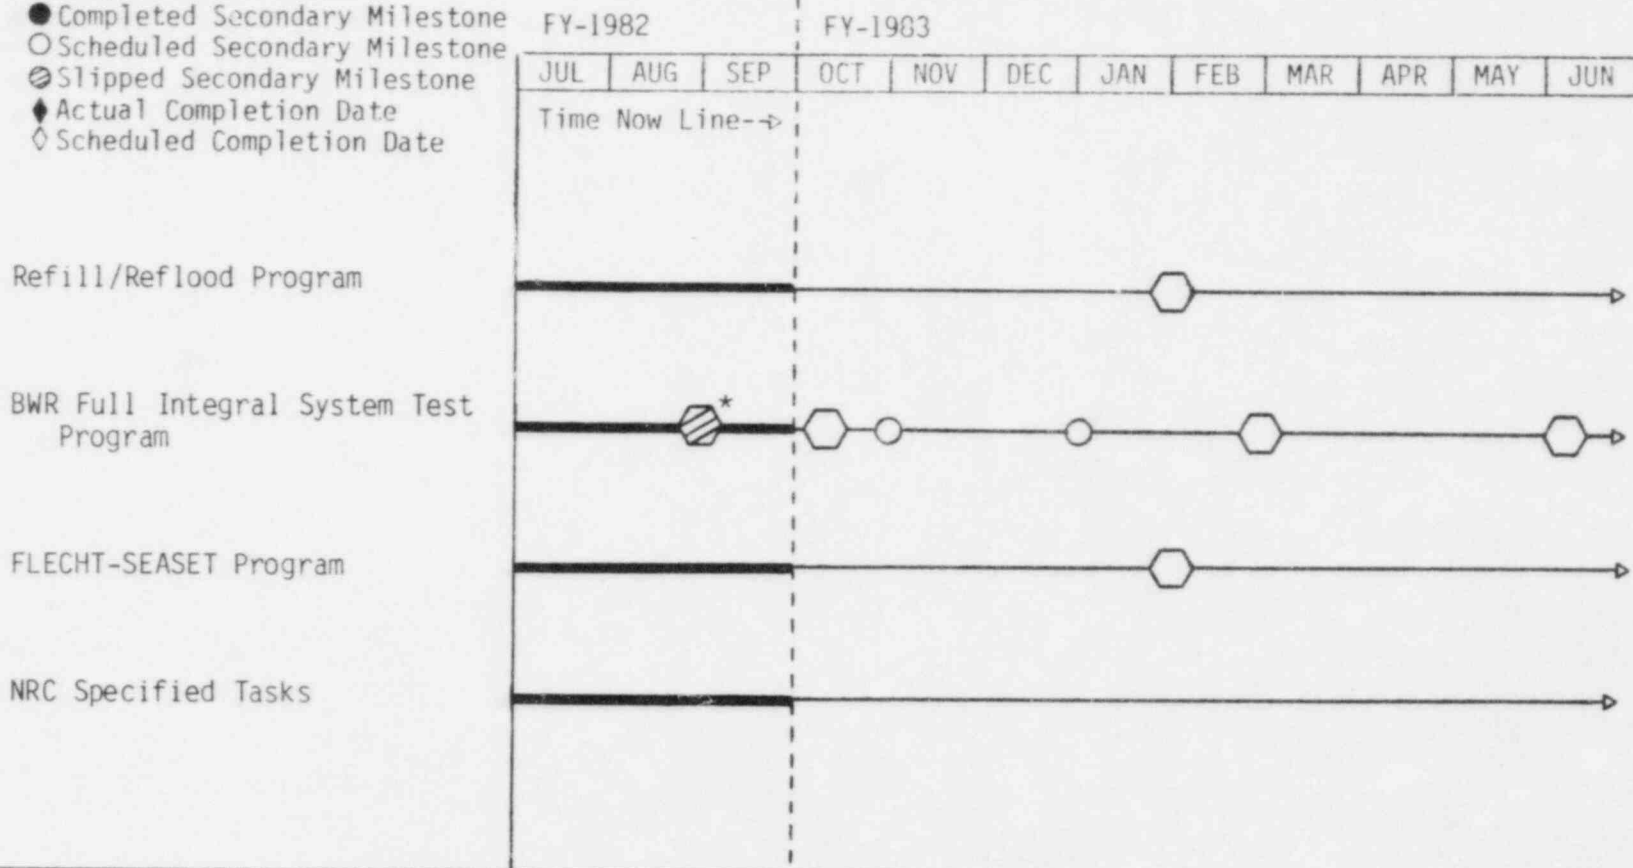 Completed Secondary Milestone
Scheduled Secondary Milestone
Slipped Secondary Milestone
Actual Completion Date
Scheduled Completion Date
FY-1982
FY-1983
JUL AUG SEP OCT NOV DEC JAN FEB MAR APR MAY JUN
Time Now Line--
Refill/Reflood Program
BWR Full Integral System Test
Program
*
FLECHT-SEASET Program
NRC Specified Tasks